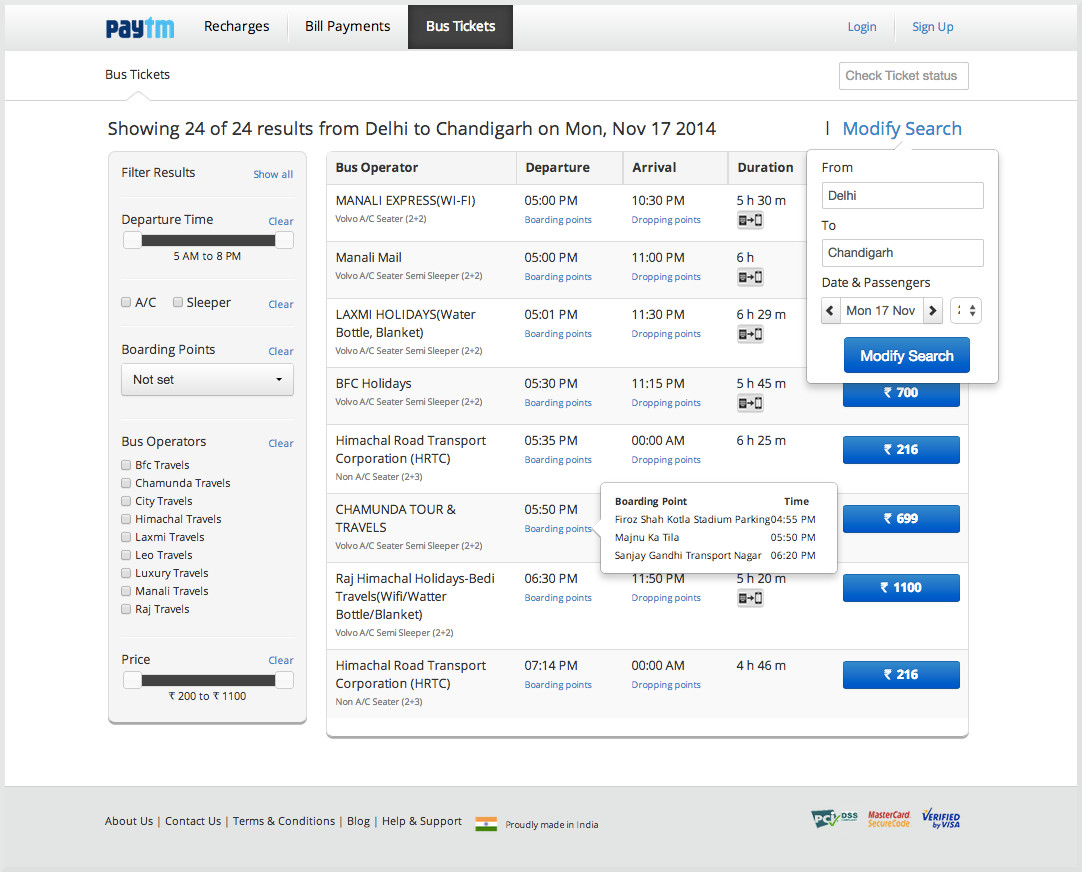 paytm
Recharges
Bill Payments
Bus Tickets
Login
Sign Up
Bus Tickets
Check Ticket status
Showing 24 of 24 results from Delhi to Chandigarh on Mon, Nov 17 2014
| Modify Search
Filter Results
Show all
Departure Time
Clear
5 AM to 8 PM
A/C
Sleeper
Clear
Boarding Points
Clear
Not set
Bus Operators
Clear
Bfc Travels
Chamunda Travels
City Travels
Himachal Travels
Laxmi Travels
Leo Travels
Luxury Travels
Manali Travels
Raj Travels
Price
Clear
₹ 200 to ₹ 1100
Bus Operator
Departure
Arrival
Duration
MANALI EXPRESS(WI-FI)
Volvo A/C Seater (2+2)
05:00 PM
Boarding points
10:30 PM
Dropping points
5 h 30 m
Manali Mail
Volvo A/C Seater Semi Sleeper (2+2)
05:00 PM
Boarding points
11:00 PM
Dropping points
6 h
LAXMI HOLIDAYS(Water
Bottle, Blanket)
Volvo A/C Seater Semi Sleeper (2+2)
05:01 PM
Boarding points
11:30 PM
Dropping points
6 h 29 m
BFC Holidays
Volvo A/C Seater Semi Sleeper (2+2)
05:30 PM
Boarding points
11:15 PM
Dropping points
5 h 45 m
₹ 700
Himachal Road Transport
Corporation (HRTC)
Non A/C Seater (2+3)
05:35 PM
Boarding points
00:00 AM
Dropping points
6 h 25 m
₹ 216
CHAMUNDA TOUR &
TRAVELS
Volvo A/C Seater Semi Sleeper (2+2)
05:50 PM
Boarding points
₹ 699
Boarding Point Time
Firoz Shah Kotla Stadium Parking 04:55 PM
Majnu Ka Tila 05:50 PM
Sanjay Gandhi Transport Nagar 06:20 PM
Raj Himachal Holidays-Bedi
Travels(Wifi/Watter
Bottle/Blanket)
Volvo A/C Semi Sleeper (2+2)
06:30 PM
Boarding points
11:50 PM
Dropping points
5 h 20 m
₹ 1100
Himachal Road Transport
Corporation (HRTC)
Non A/C Seater (2+3)
07:14 PM
Boarding points
00:00 AM
Dropping points
4 h 46 m
₹ 216
From
Delhi
To
Chandigarh
Date & Passengers
Mon 17 Nov
Modify Search
About Us | Contact Us | Terms & Conditions | Blog | Help & Support
Proudly made in India
PCI DSS
MasterCard.
SecureCode
VERIFIED
by VISA